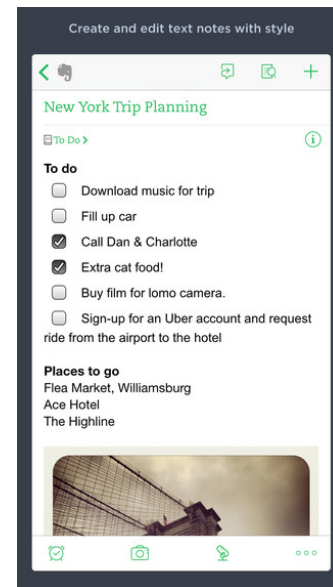 Create and edit text notes with style
New York Trip Planning
To Do >
To do
Download music for trip
Fill up car
Call Dan & Charlotte
Extra cat food!
Buy film for lomo camera.
Sign-up for an Uber account and request
ride from the airport to the hotel
Places to go
Flea Market, Williamsburg
Ace Hotel
The Highline